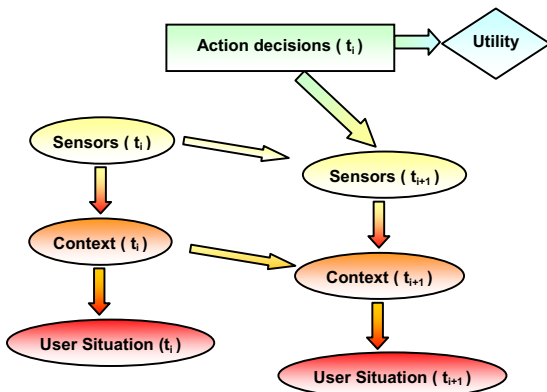 Action decisions ( tᵢ )
Utility
Sensors ( tᵢ )
Sensors ( tᵢ₊₁ )
Context ( tᵢ )
Context ( tᵢ₊₁ )
User Situation (tᵢ )
User Situation ( tᵢ₊₁ )